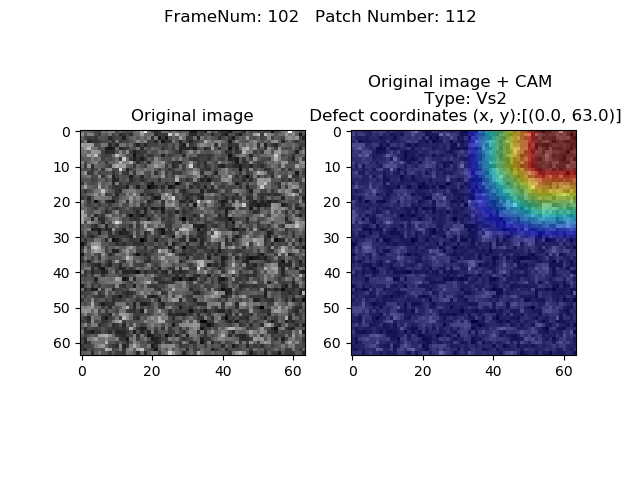 FrameNum: 102   Patch Number: 112
Original image + CAM
Type: Vs2
Original image
Defect coordinates (x, y):[(0.0, 63.0)]
0
10
20
30
40
50
60
0 20 40 60
0
10
20
30
40
50
60
0 20 40 60